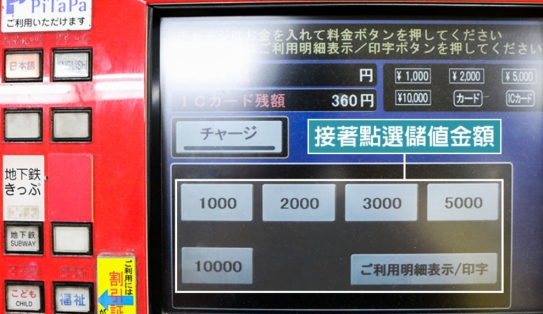 PiTaPa
ご利用いただけます
お金を入れて料金ボタンを押してください
ご利用明細表示／印字ボタンを押してください
日本語
ENGLISH
円
¥1,000
¥2,000
¥5,000
¥10,000
カード
ICカード
ICカード残額
360円
チャージ
接著點選儲值金額
地下鉄
きっぷ
1000
2000
3000
5000
地下鉄
SUBWAY
10000
ご利用明細表示/印字
こども
CHILD
福祉
ご利用には
割引証